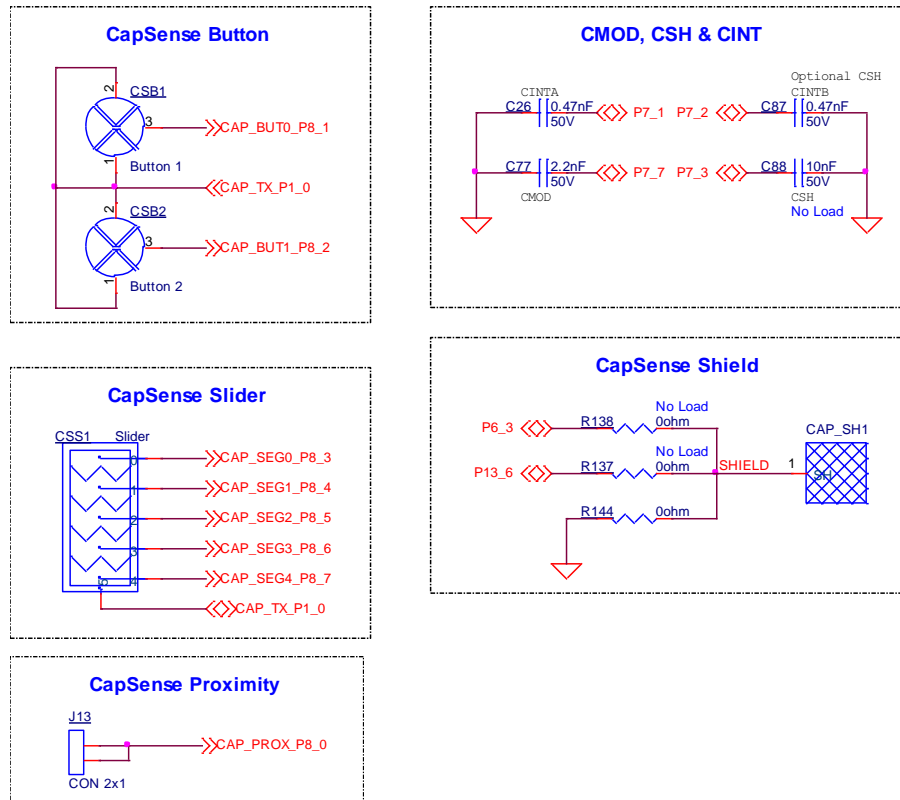 CapSense Button
2
CSB1
3
CAP_BUT0_P8_1
1
Button 1
CAP_TX_P1_0
2
CSB2
3
CAP_BUT1_P8_2
1
Button 2
CMOD, CSH & CINT
Optional CSH
CINTA
CINTB
C26 0.47nF P7_1 P7_2 C87 0.47nF
50V 50V
C77 2.2nF P7_7 P7_3 C88 10nF
50V 50V
CMOD
CSH
No Load
CapSense Slider
CSS1 Slider
0 CAP_SEG0_P8_3
1 CAP_SEG1_P8_4
2 CAP_SEG2_P8_5
3 CAP_SEG3_P8_6
4 CAP_SEG4_P8_7
CAP_TX_P1_0
CapSense Shield
No Load
P6_3 R138 0ohm
CAP_SH1
No Load
P13_6 R137 0ohm SHIELD 1 SH
R144 0ohm
CapSense Proximity
J13
CAP_PROX_P8_0
CON 2x1